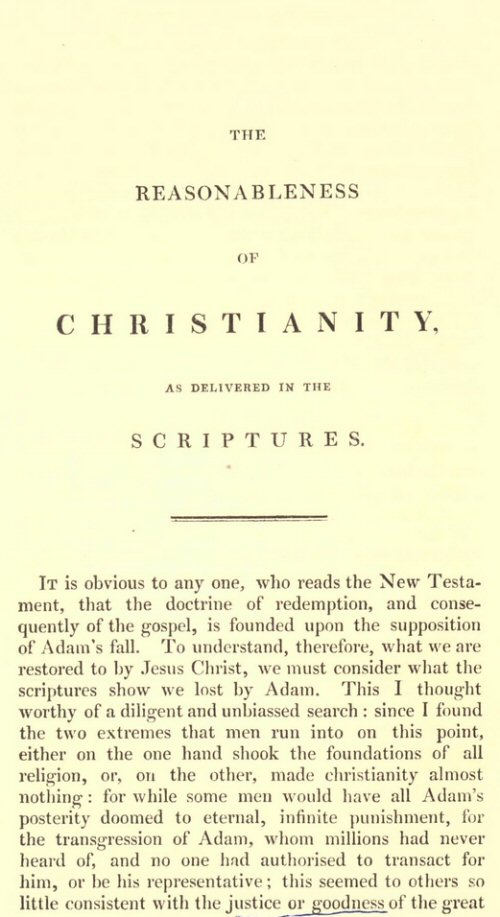 THE
REASONABLENESS
OF
CHRISTIANITY,
AS DELIVERED IN THE
SCRIPTURES.
IT is obvious to any one, who reads the New Testa-
ment, that the doctrine of redemption, and conse-
quently of the gospel, is founded upon the supposition
of Adam's fall. To understand, therefore, what we are
restored to by Jesus Christ, we must consider what the
scriptures show we lost by Adam. This I thought
worthy of a diligent and unbiassed search: since I found
the two extremes that men run into on this point,
either on the one hand shook the foundations of all
religion, or, on the other, made christianity almost
nothing: for while some men would have all Adam's
posterity doomed to eternal, infinite punishment, for
the transgression of Adam, whom millions had never
heard of, and no one had authorised to transact for
him, or be his representative; this seemed to others so
little consistent with the justice or goodness of the great